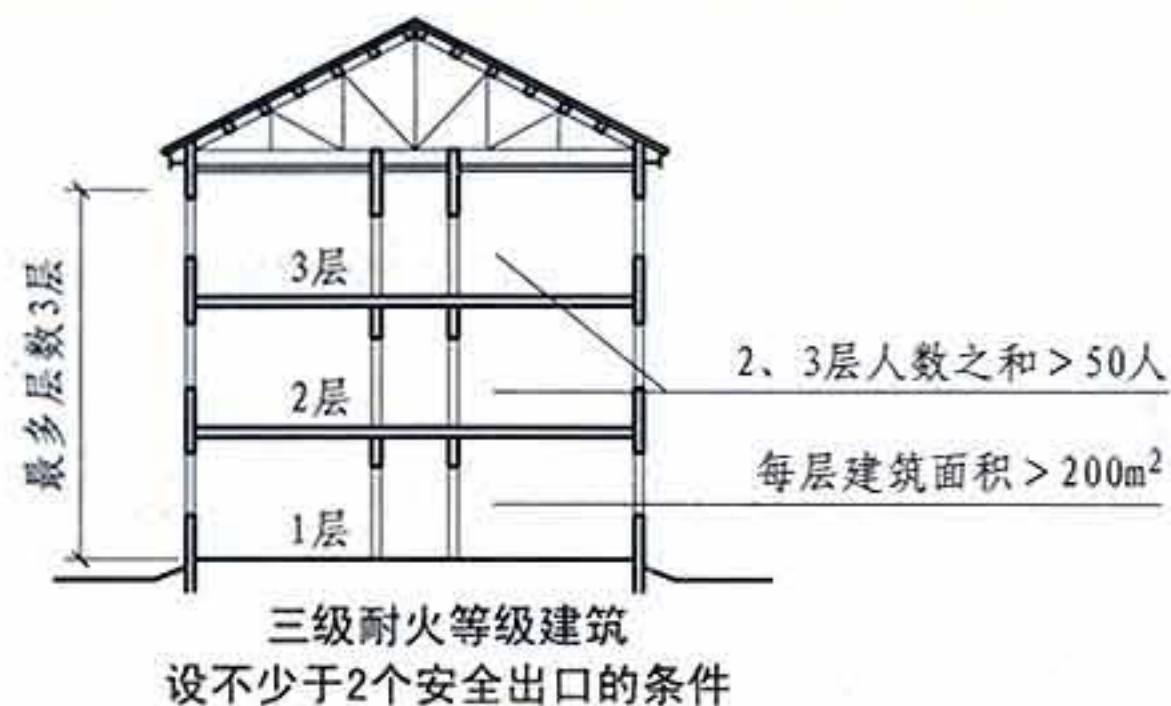 最多层数3层
3层
2层
1层
2、3层人数之和＞50人
每层建筑面积＞200m²
三级耐火等级建筑
设不少于2个安全出口的条件